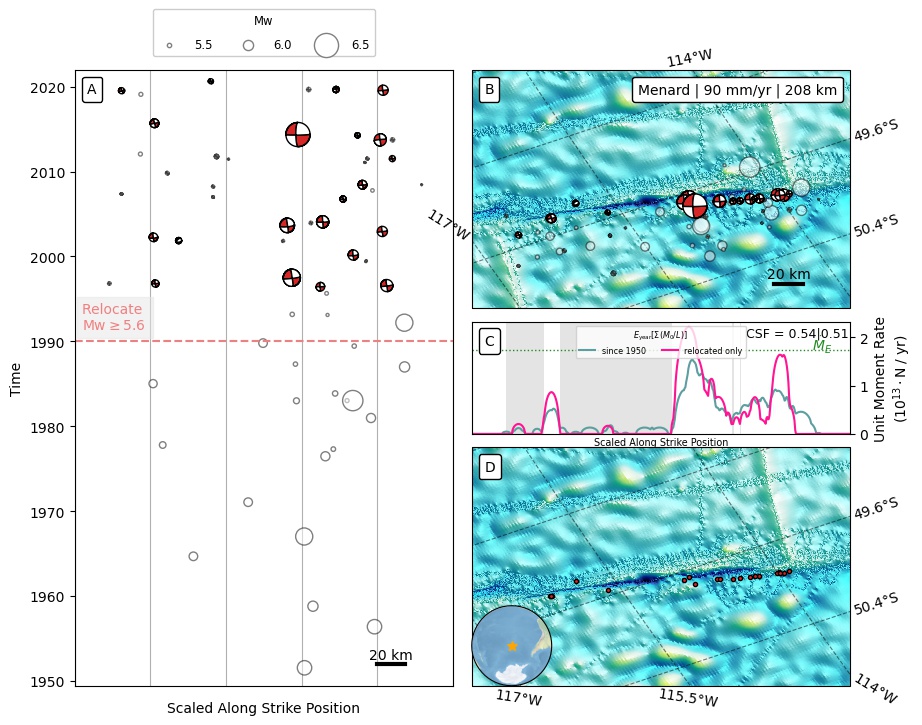 Mw
5.5 6.0 6.5
A
2020
2010
2000
1990
1980
1970
1960
1950
Time
Relocate
Mw ≥ 5.6
20 km
Scaled Along Strike Position
114°W
B
Menard | 90 mm/yr | 208 km
49.6°S
50.4°S
117°W
20 km
C
E_year[Σ(M_0/L)]
since 1950 relocated only
CSF = 0.54|0.51
M_E
2
1
0
Unit Moment Rate
(10^13 · N / yr)
Scaled Along Strike Position
D
49.6°S
50.4°S
114°W
117°W
115.5°W